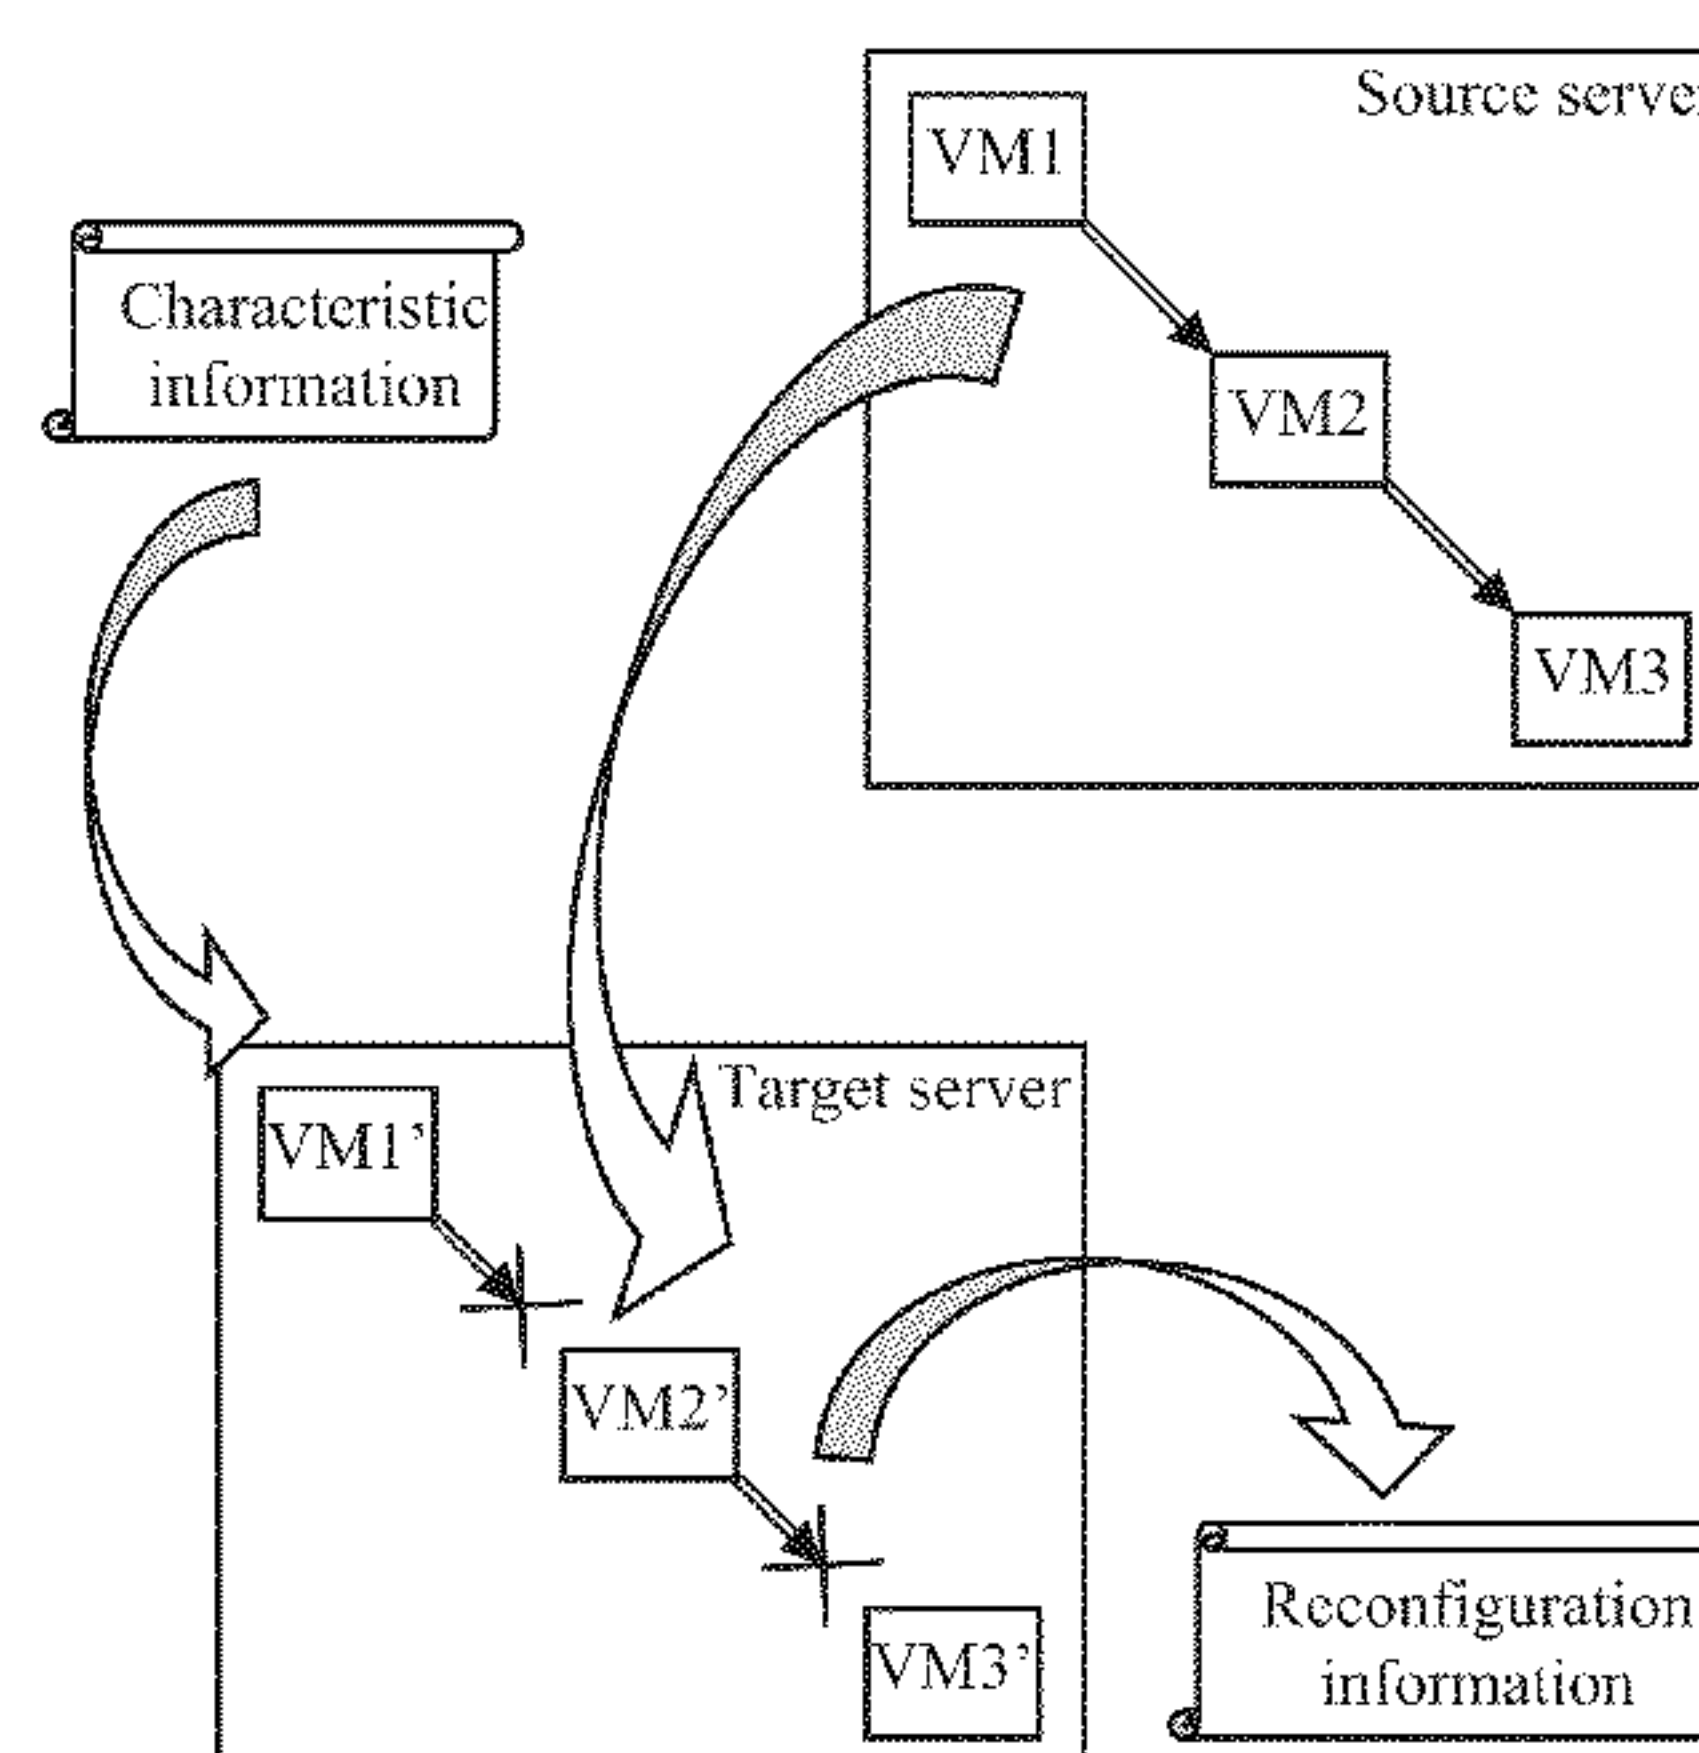 Source server
VM1
Characteristic
information
VM2
VM3
Target server
VM1’
VM2’
VM3’
Reconfiguration
information